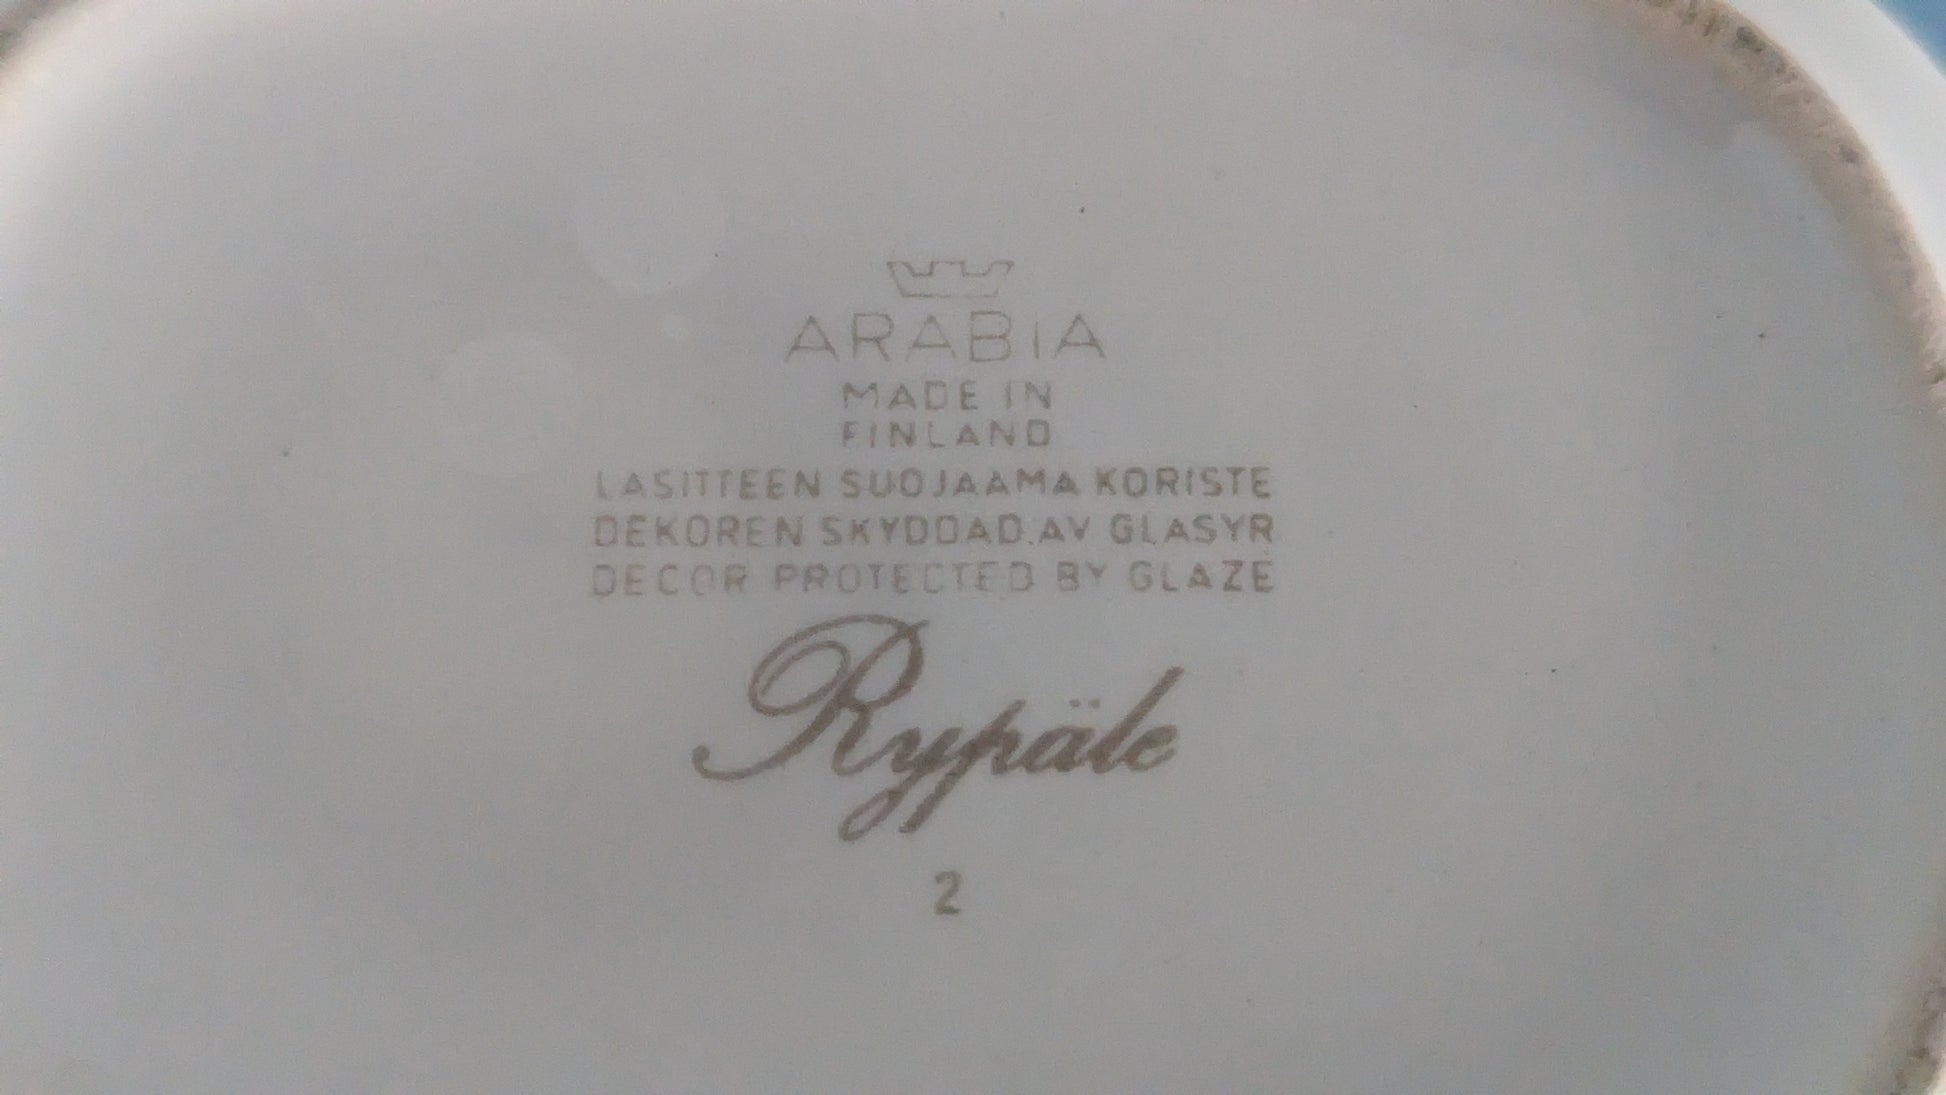 ARABIA
MADE IN
FINLAND
LASITTEEN SUOJAAMA KORISTE
DEKOREN SKYDDAD AV GLASYR
DECOR PROTECTED BY GLAZE
Rypäle
2